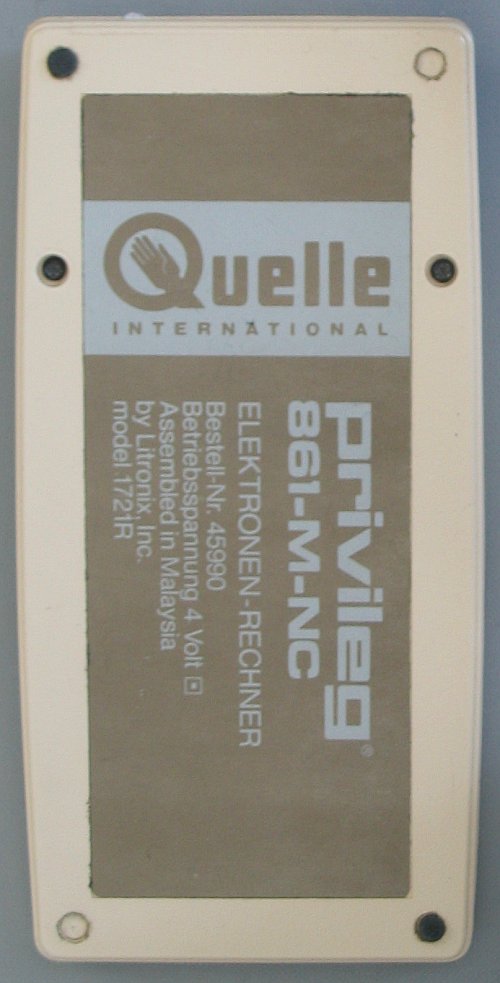 Quelle
INTERNATIONAL
privileg®
861-M-NC
ELEKTRONEN-RECHNER
Bestell-Nr. 45990
Betriebsspannung 4 Volt
Assembled in Malaysia
by Litronix, Inc.
model 1721R